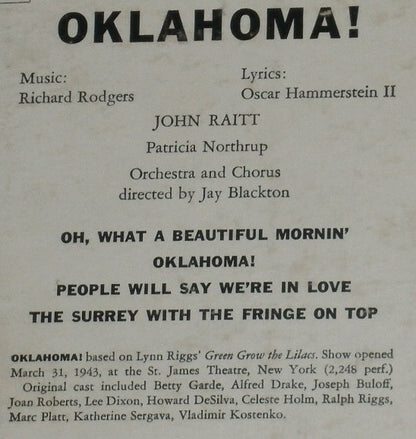 OKLAHOMA!
Music:
Richard Rodgers
Lyrics:
Oscar Hammerstein II
JOHN RAITT
Patricia Northrup
Orchestra and Chorus
directed by Jay Blackton
OH, WHAT A BEAUTIFUL MORNIN'
OKLAHOMA!
PEOPLE WILL SAY WE'RE IN LOVE
THE SURREY WITH THE FRINGE ON TOP
OKLAHOMA! based on Lynn Riggs' Green Grow the Lilacs. Show opened
March 31, 1943, at the St. James Theatre, New York (2,248 perf.)
Original cast included Betty Garde, Alfred Drake, Joseph Buloff,
Joan Roberts, Lee Dixon, Howard DeSilva, Celeste Holm, Ralph Riggs,
Marc Platt, Katherine Sergava, Vladimir Kostenko.